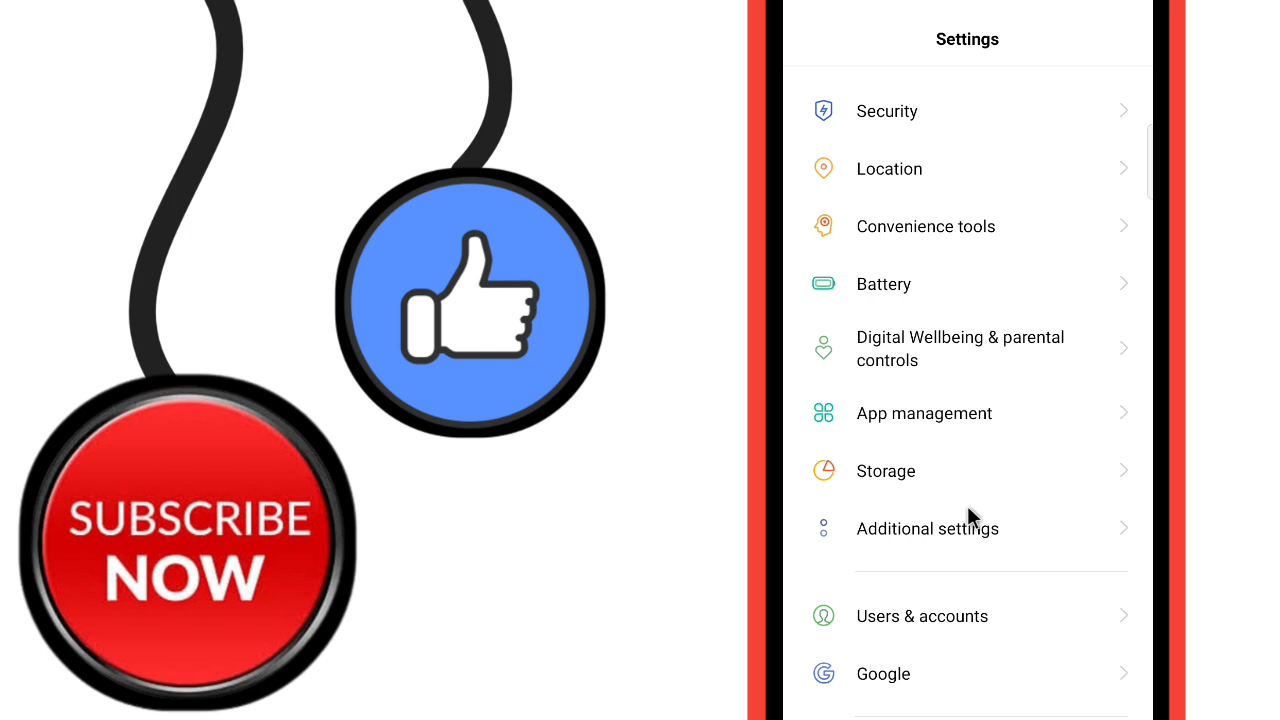 SUBSCRIBE
NOW
Settings
Security
Location
Convenience tools
Battery
Digital Wellbeing & parental
controls
App management
Storage
Additional settings
Users & accounts
Google